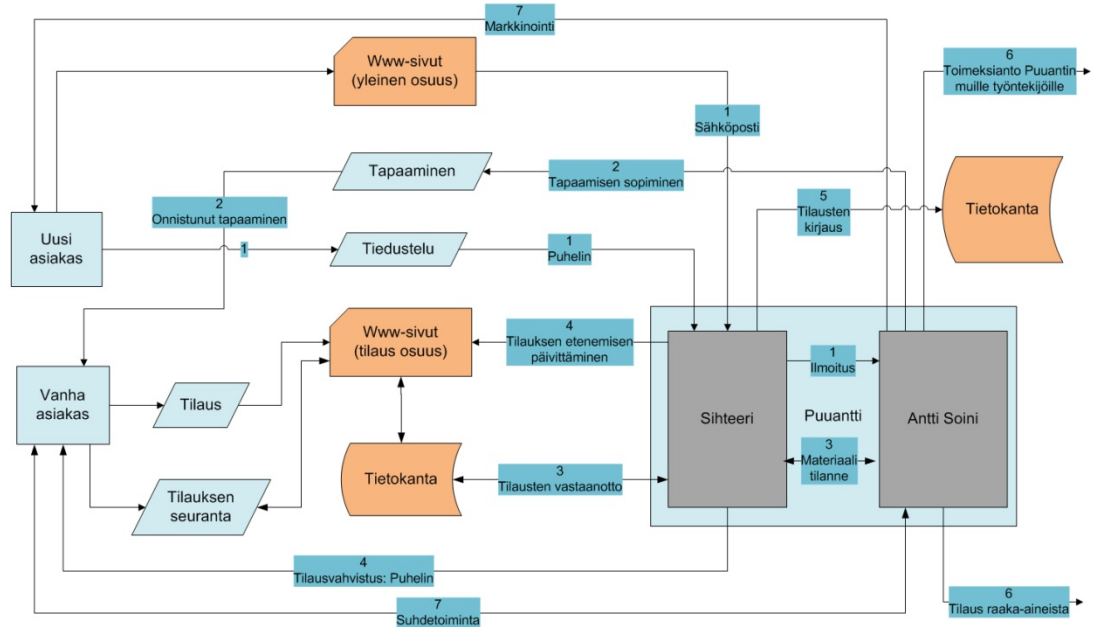 7
Markkinointi
Www-sivut
(yleinen osuus)
6
Toimeksianto Puuantin
muille työntekijöille
1
Sähköposti
Tapaaminen
2
Tapaamisen sopiminen
2
Onnistunut tapaaminen
5
Tilausten
kirjaus
Tietokanta
Uusi
asiakas
1
Tiedustelu
1
Puhelin
Www-sivut
(tilaus osuus)
4
Tilauksen etenemisen
päivittäminen
1
Ilmoitus
Vanha
asiakas
Tilaus
Sihteeri
Puuantti
Antti Soini
3
Materiaali
tilanne
Tietokanta
3
Tilausten vastaanotto
Tilauksen
seuranta
4
Tilausvahvistus: Puhelin
7
Suhdetoiminta
6
Tilaus raaka-aineista